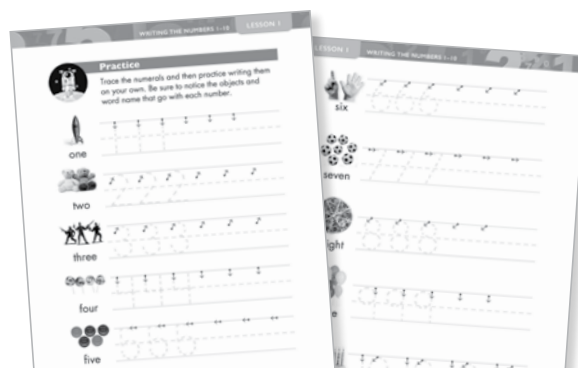 WRITING THE NUMBERS 1–10 LESSON 1
Practice
Trace the numerals and then practice writing them
on your own. Be sure to notice the objects and
word name that go with each number.
one
two
three
four
five
LESSON 1 WRITING THE NUMBERS 1–10
six
seven